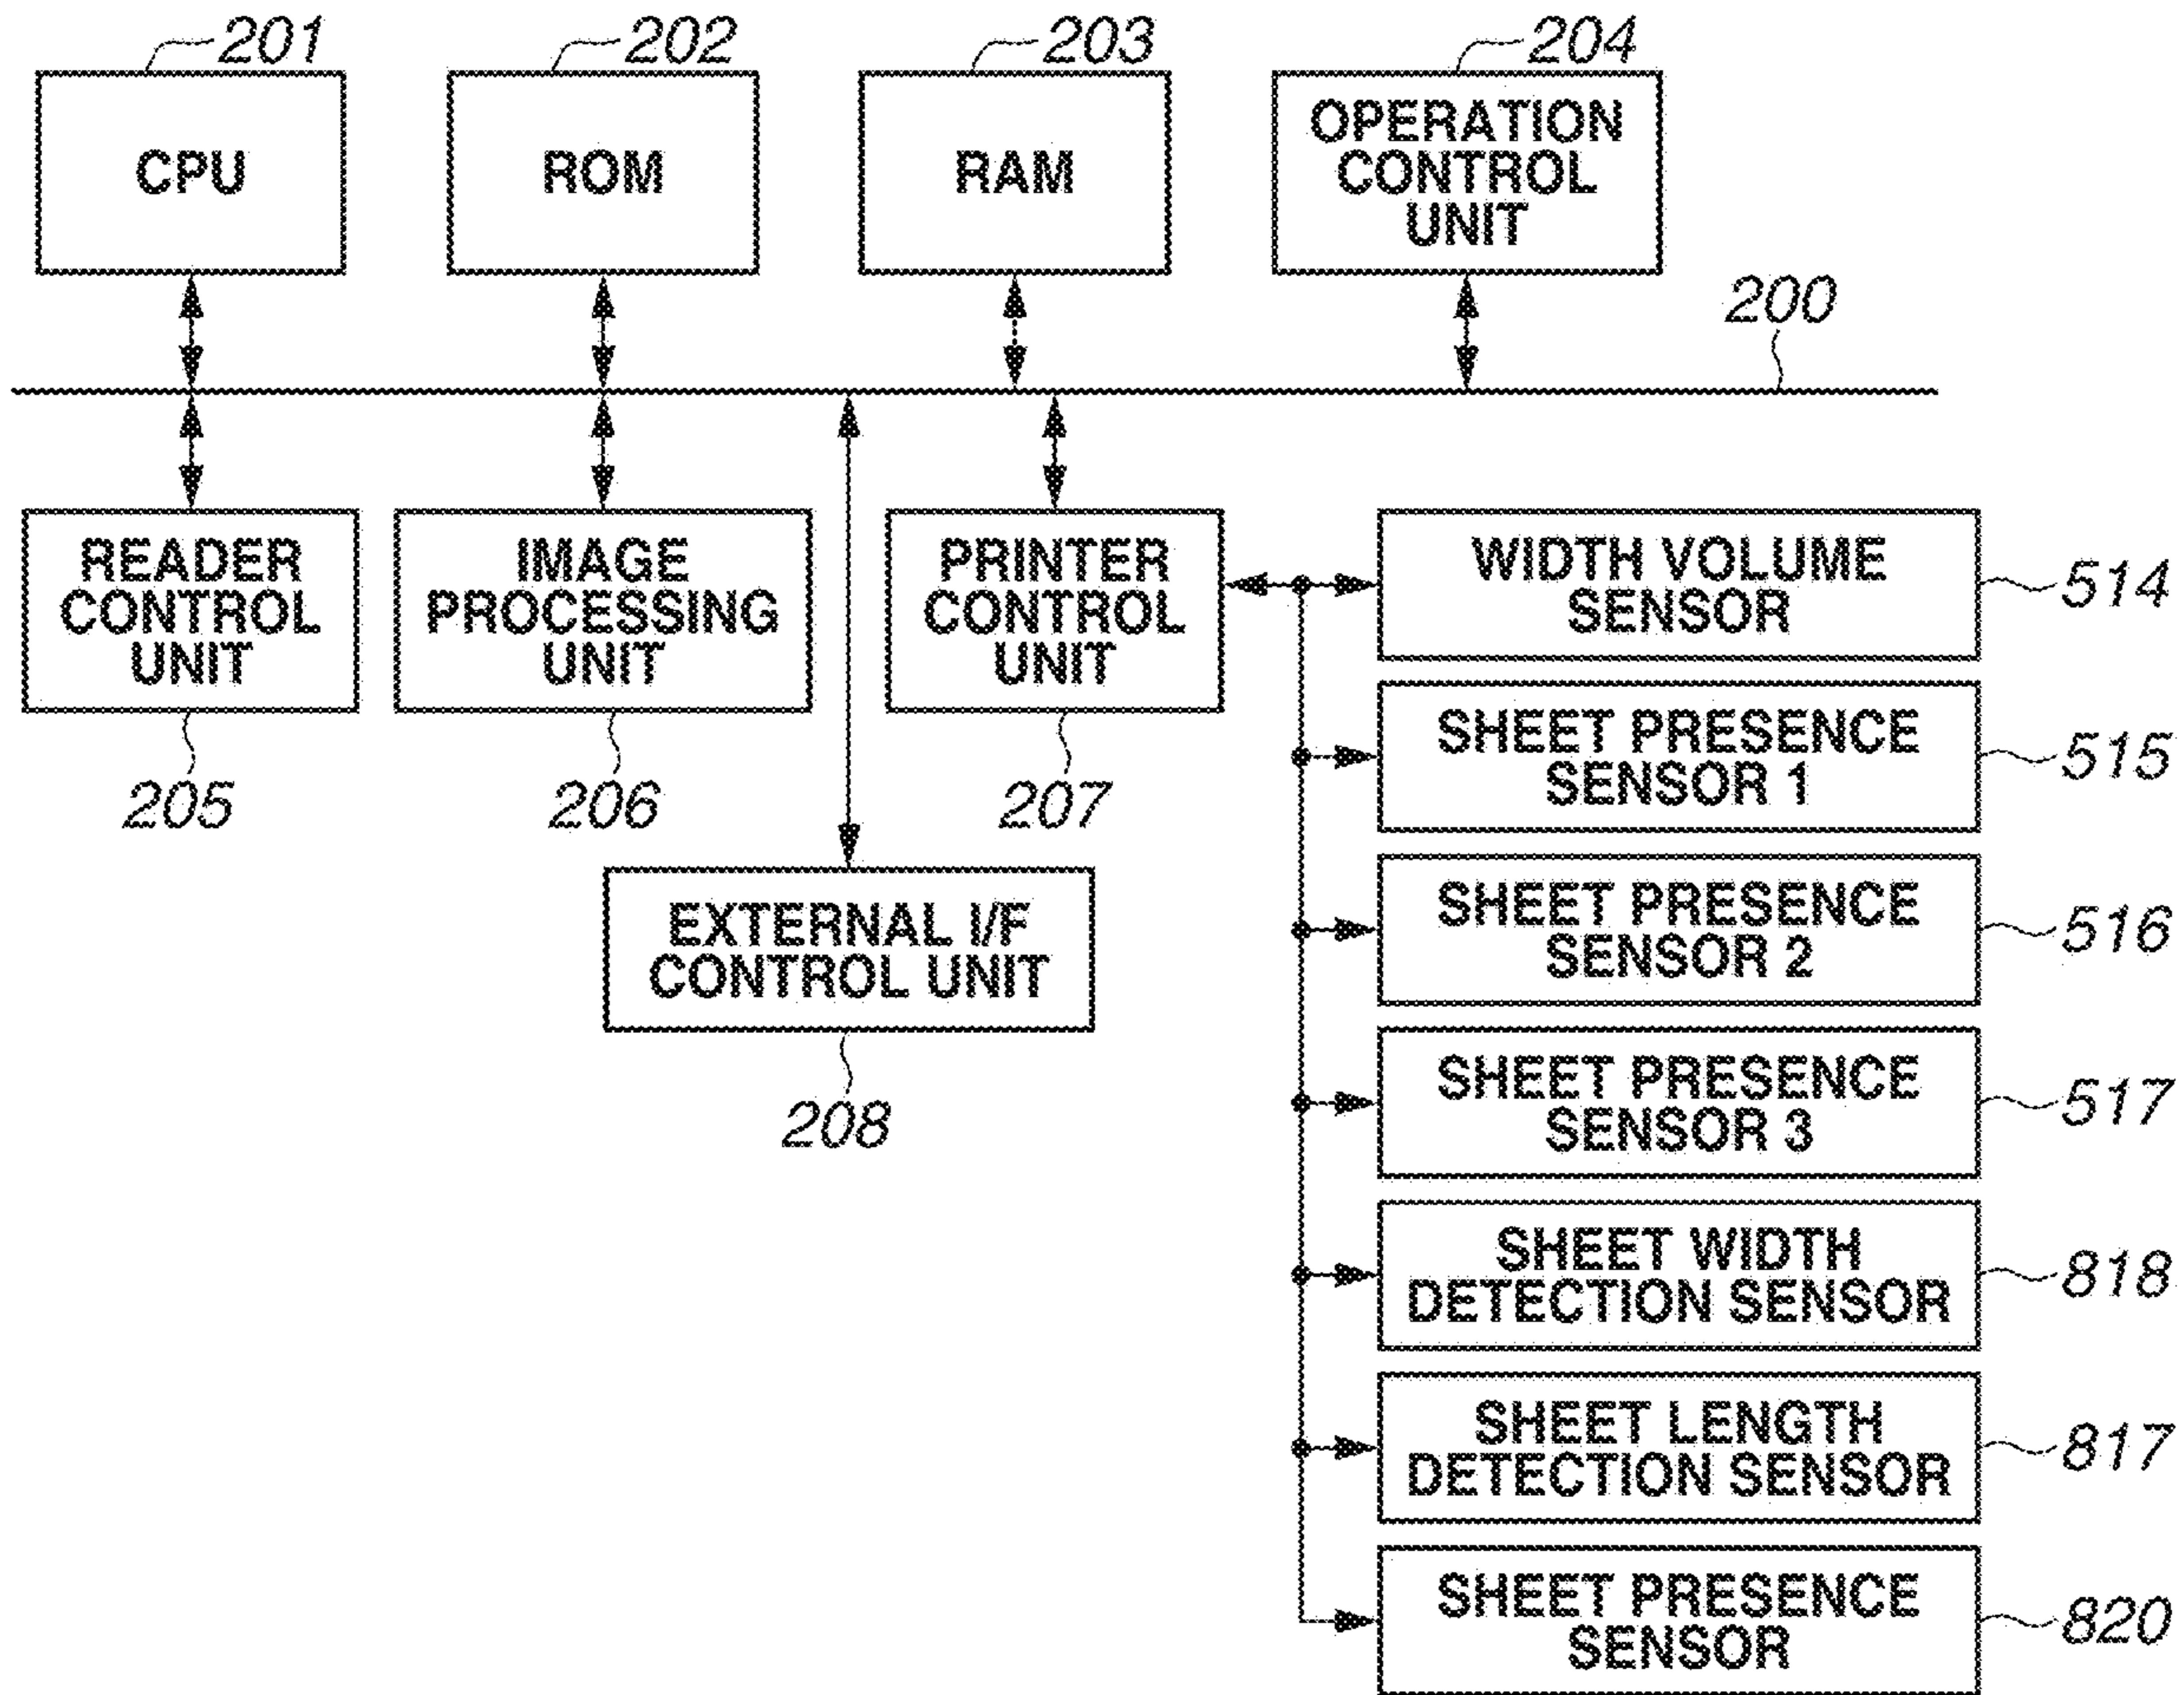 201
202
203
204
CPU
ROM
RAM
OPERATION
CONTROL
UNIT
200
READER
CONTROL
UNIT
IMAGE
PROCESSING
UNIT
PRINTER
CONTROL
UNIT
WIDTH VOLUME
SENSOR
514
205
206
207
SHEET PRESENCE
SENSOR 1
515
EXTERNAL I/F
CONTROL UNIT
208
SHEET PRESENCE
SENSOR 2
516
SHEET PRESENCE
SENSOR 3
517
SHEET WIDTH
DETECTION SENSOR
818
SHEET LENGTH
DETECTION SENSOR
817
SHEET PRESENCE
SENSOR
820